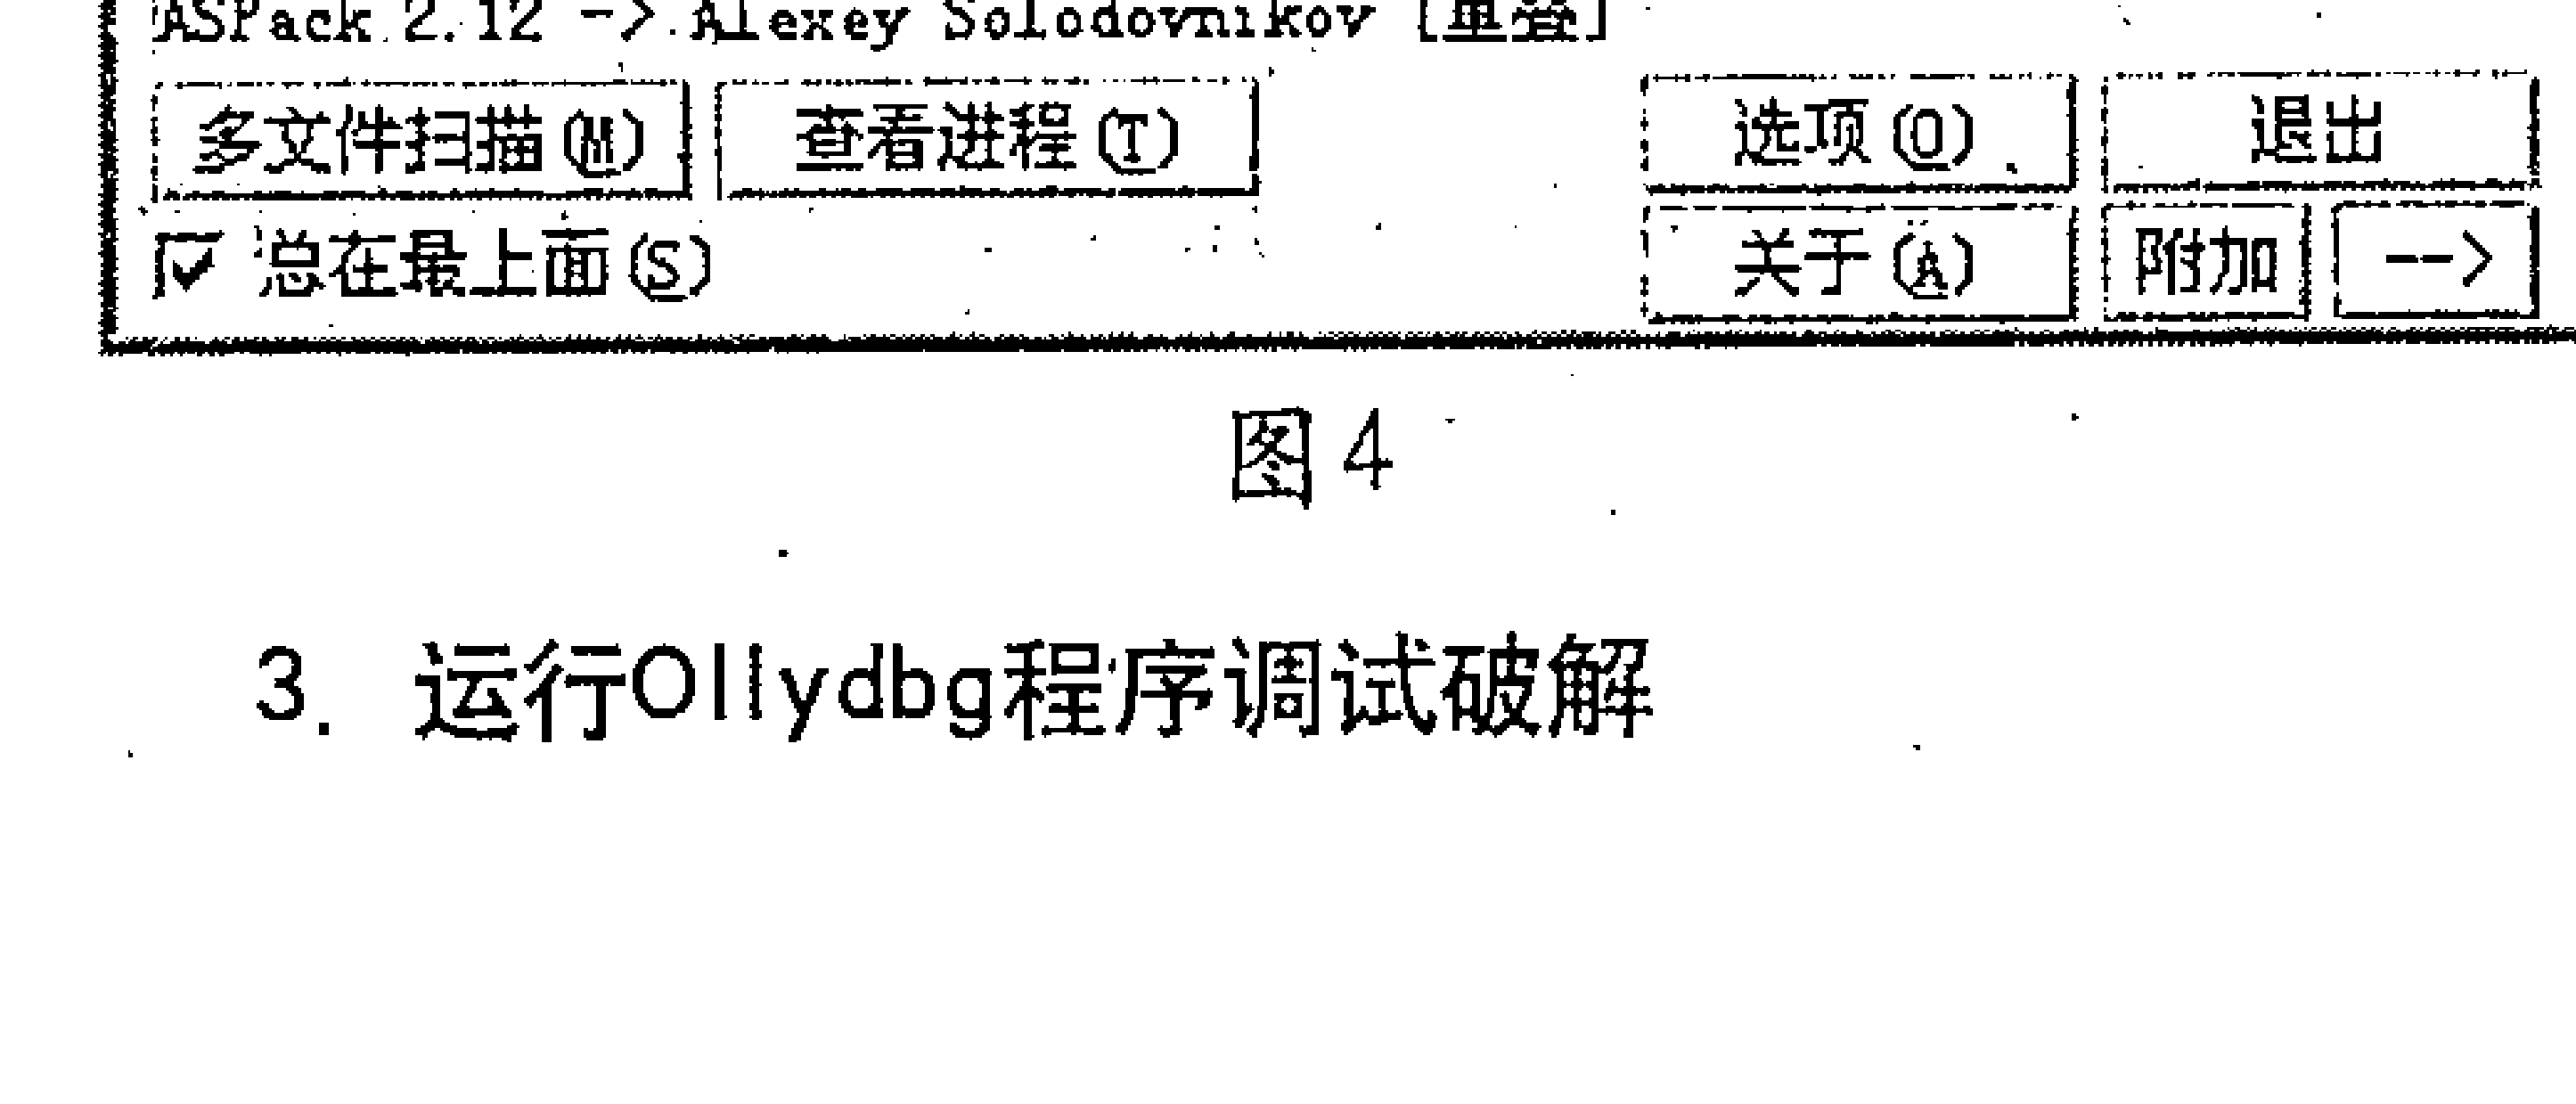 ASPack 2.12 -> Alexey Solodovnikov [重叠]
多文件扫描(M) 查看进程(T) 选项(O) 退出
总在最上面(S) 关于(A) 附加 -->
图4
3. 运行Ollydbg程序调试破解